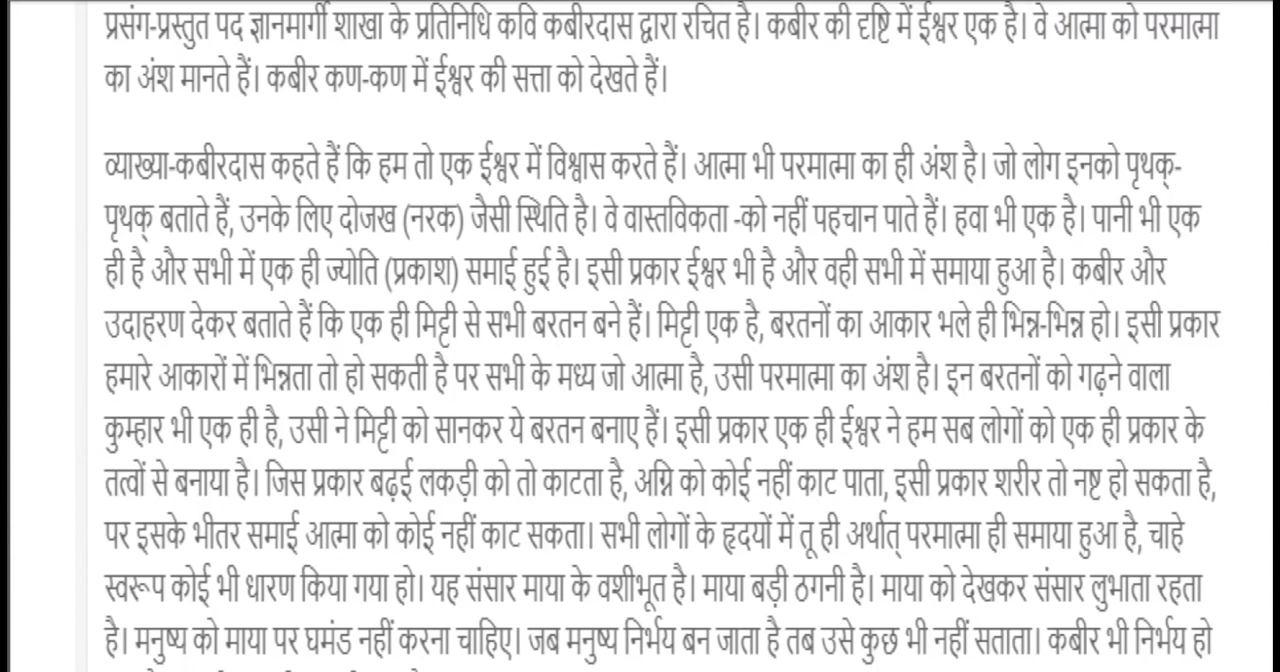 प्रसंग-प्रस्तुत पद ज्ञानमार्गी शाखा के प्रतिनिधि कवि कबीरदास द्वारा रचित है। कबीर की दृष्टि में ईश्वर एक है। वे आत्मा को परमात्मा
का अंश मानते हैं। कबीर कण-कण में ईश्वर की सत्ता को देखते हैं।
व्याख्या-कबीरदास कहते हैं कि हम तो एक ईश्वर में विश्वास करते हैं। आत्मा भी परमात्मा का ही अंश है। जो लोग इनको पृथक्-
पृथक् बताते हैं, उनके लिए दोजख (नरक) जैसी स्थिति है। वे वास्तविकता -को नहीं पहचान पाते हैं। हवा भी एक है। पानी भी एक
ही है और सभी में एक ही ज्योति (प्रकाश) समाई हुई है। इसी प्रकार ईश्वर भी है और वही सभी में समाया हुआ है। कबीर और
उदाहरण देकर बताते हैं कि एक ही मिट्टी से सभी बरतन बने हैं। मिट्टी एक है, बरतनों का आकार भले ही भिन्न-भिन्न हो। इसी प्रकार
हमारे आकारों में भिन्नता तो हो सकती है पर सभी के मध्य जो आत्मा है, उसी परमात्मा का अंश है। इन बरतनों को गढ़ने वाला
कुम्हार भी एक ही है, उसी ने मिट्टी को सानकर ये बरतन बनाए हैं। इसी प्रकार एक ही ईश्वर ने हम सब लोगों को एक ही प्रकार के
तत्वों से बनाया है। जिस प्रकार बढ़ई लकड़ी को तो काटता है, अग्नि को कोई नहीं काट पाता, इसी प्रकार शरीर तो नष्ट हो सकता है,
पर इसके भीतर समाई आत्मा को कोई नहीं काट सकता। सभी लोगों के हृदयों में तू ही अर्थात् परमात्मा ही समाया हुआ है, चाहे
स्वरूप कोई भी धारण किया गया हो। यह संसार माया के वशीभूत है। माया बड़ी ठगनी है। माया को देखकर संसार लुभाता रहता
है। मनुष्य को माया पर घमंड नहीं करना चाहिए। जब मनुष्य निर्भय बन जाता है तब उसे कुछ भी नहीं सताता। कबीर भी निर्भय हो